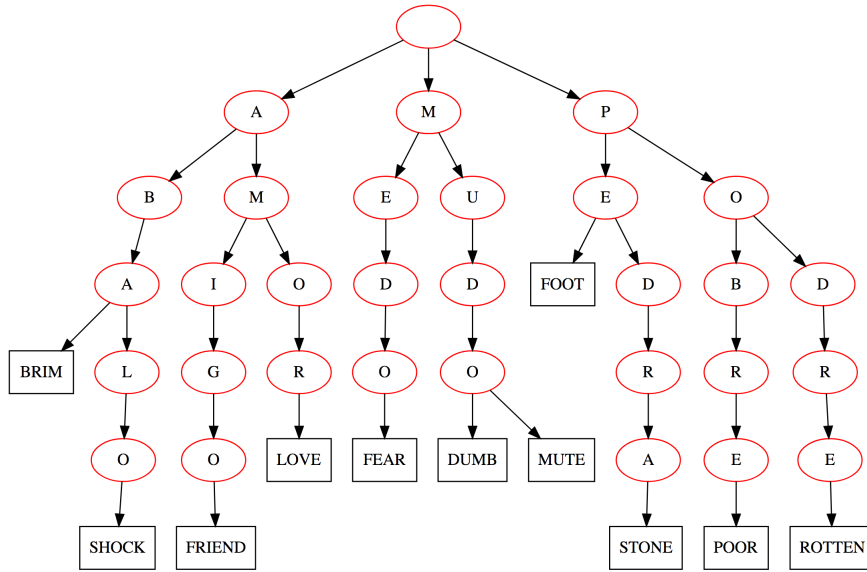 A M P
B M E U E O
A I O D D FOOT D B D
BRIM L G R O O R R R
O O LOVE FEAR DUMB MUTE A E E
SHOCK FRIEND STONE POOR ROTTEN